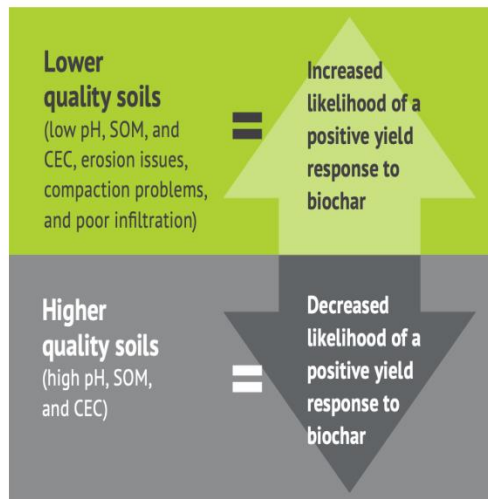 Lower
quality soils
(low pH, SOM, and
CEC, erosion issues,
compaction problems,
and poor infiltration)
=
Increased
likelihood of a
positive yield
response to
biochar
Higher
quality soils
(high pH, SOM,
and CEC)
=
Decreased
likelihood of a
positive yield
response to
biochar